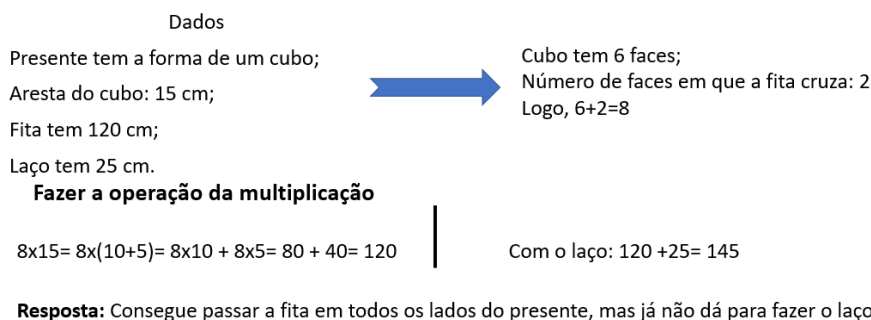 Dados
Presente tem a forma de um cubo;
Aresta do cubo: 15 cm;
Fita tem 120 cm;
Laço tem 25 cm.
Cubo tem 6 faces;
Número de faces em que a fita cruza: 2
Logo, 6+2=8
Fazer a operação da multiplicação
8x15= 8x(10+5)= 8x10 + 8x5= 80 + 40= 120
Com o laço: 120 +25= 145
Resposta: Consegue passar a fita em todos os lados do presente, mas já não dá para fazer o laço